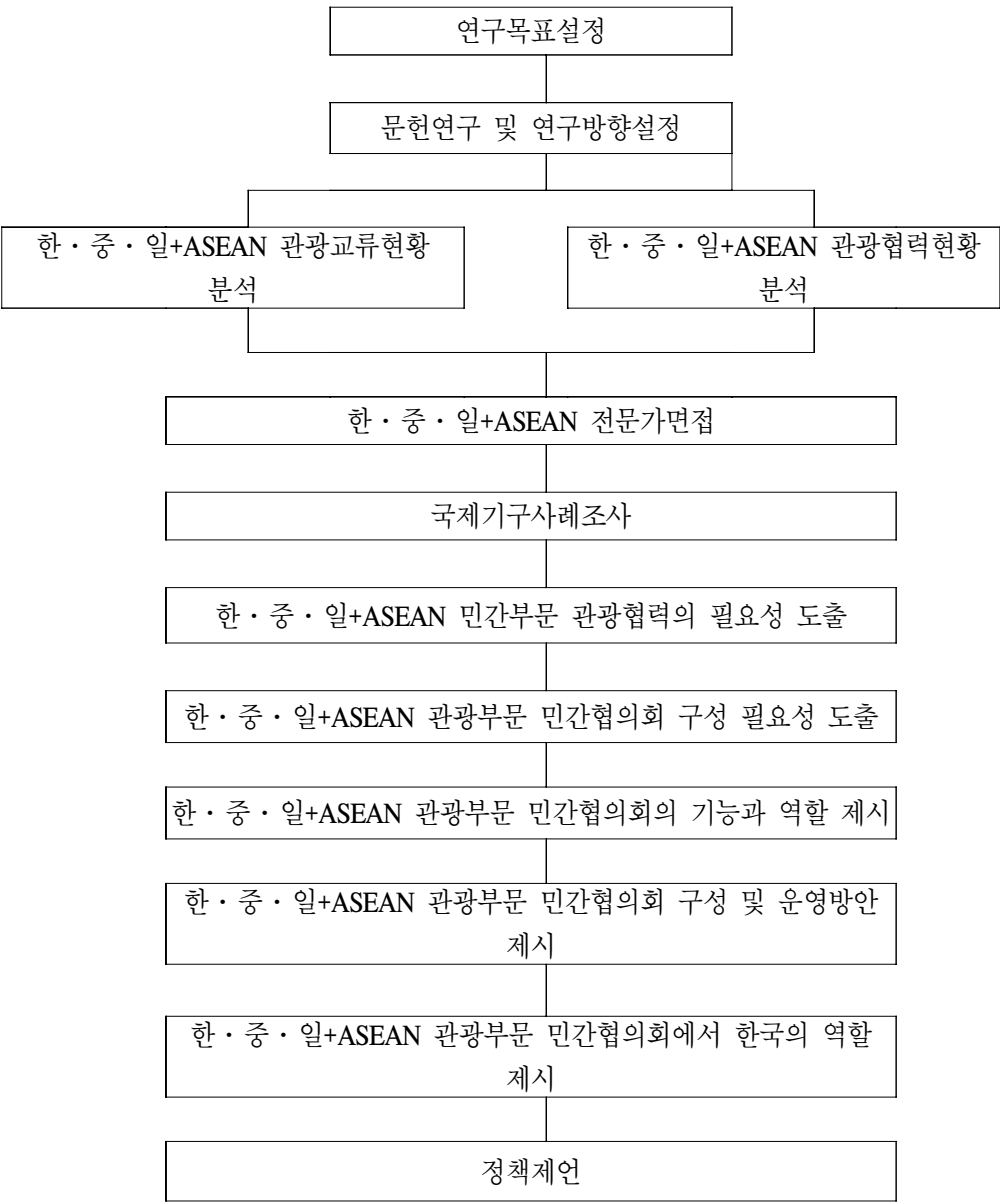 연구목표설정
문헌연구 및 연구방향설정
한・중・일+ASEAN 관광교류현황
분석
한・중・일+ASEAN 관광협력현황
분석
한・중・일+ASEAN 전문가면접
국제기구사례조사
한・중・일+ASEAN 민간부문 관광협력의 필요성 도출
한・중・일+ASEAN 관광부문 민간협의회 구성 필요성 도출
한・중・일+ASEAN 관광부문 민간협의회의 기능과 역할 제시
한・중・일+ASEAN 관광부문 민간협의회 구성 및 운영방안
제시
한・중・일+ASEAN 관광부문 민간협의회에서 한국의 역할
제시
정책제언